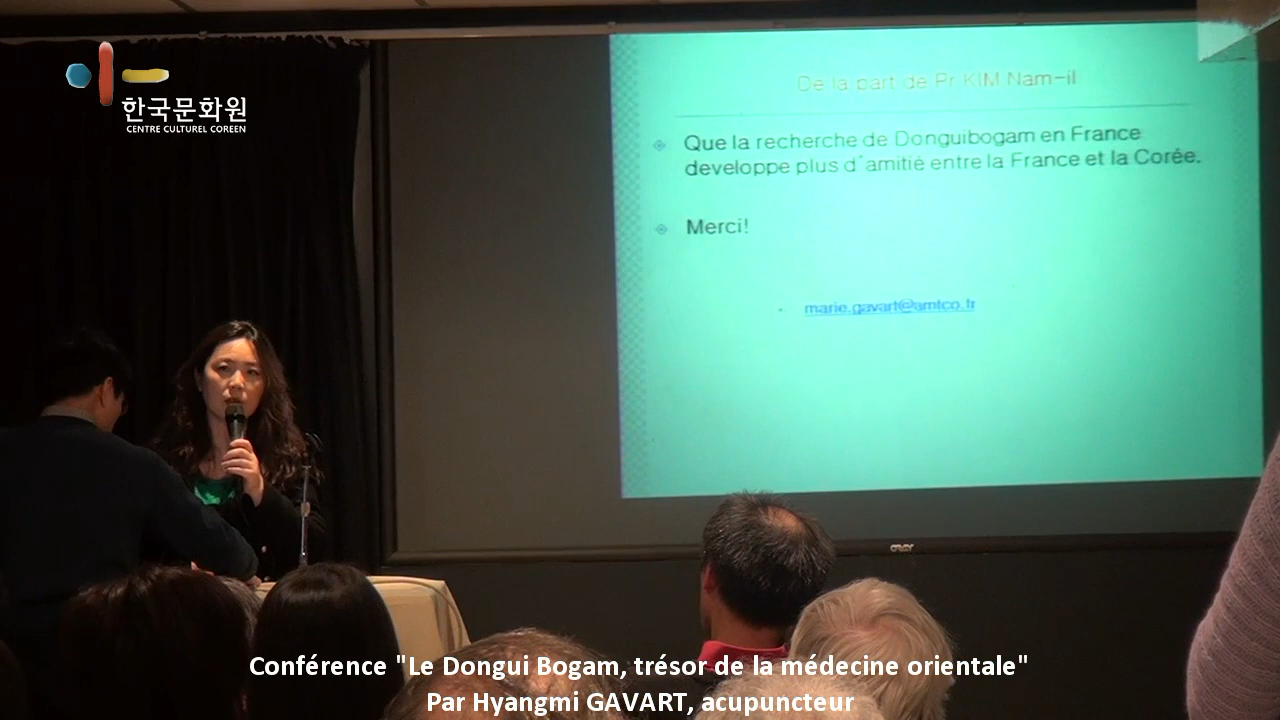 한국문화원
CENTRE CULTUREL COREEN
De la part de Pr KIM Nam-il
Que la recherche de Donguibogam en France
developpe plus d'amitié entre la France et la Corée.
Merci!
marie.gavart@amtco.fr
Conférence "Le Dongui Bogam, trésor de la médecine orientale"
Par Hyangmi GAVART, acupuncteur